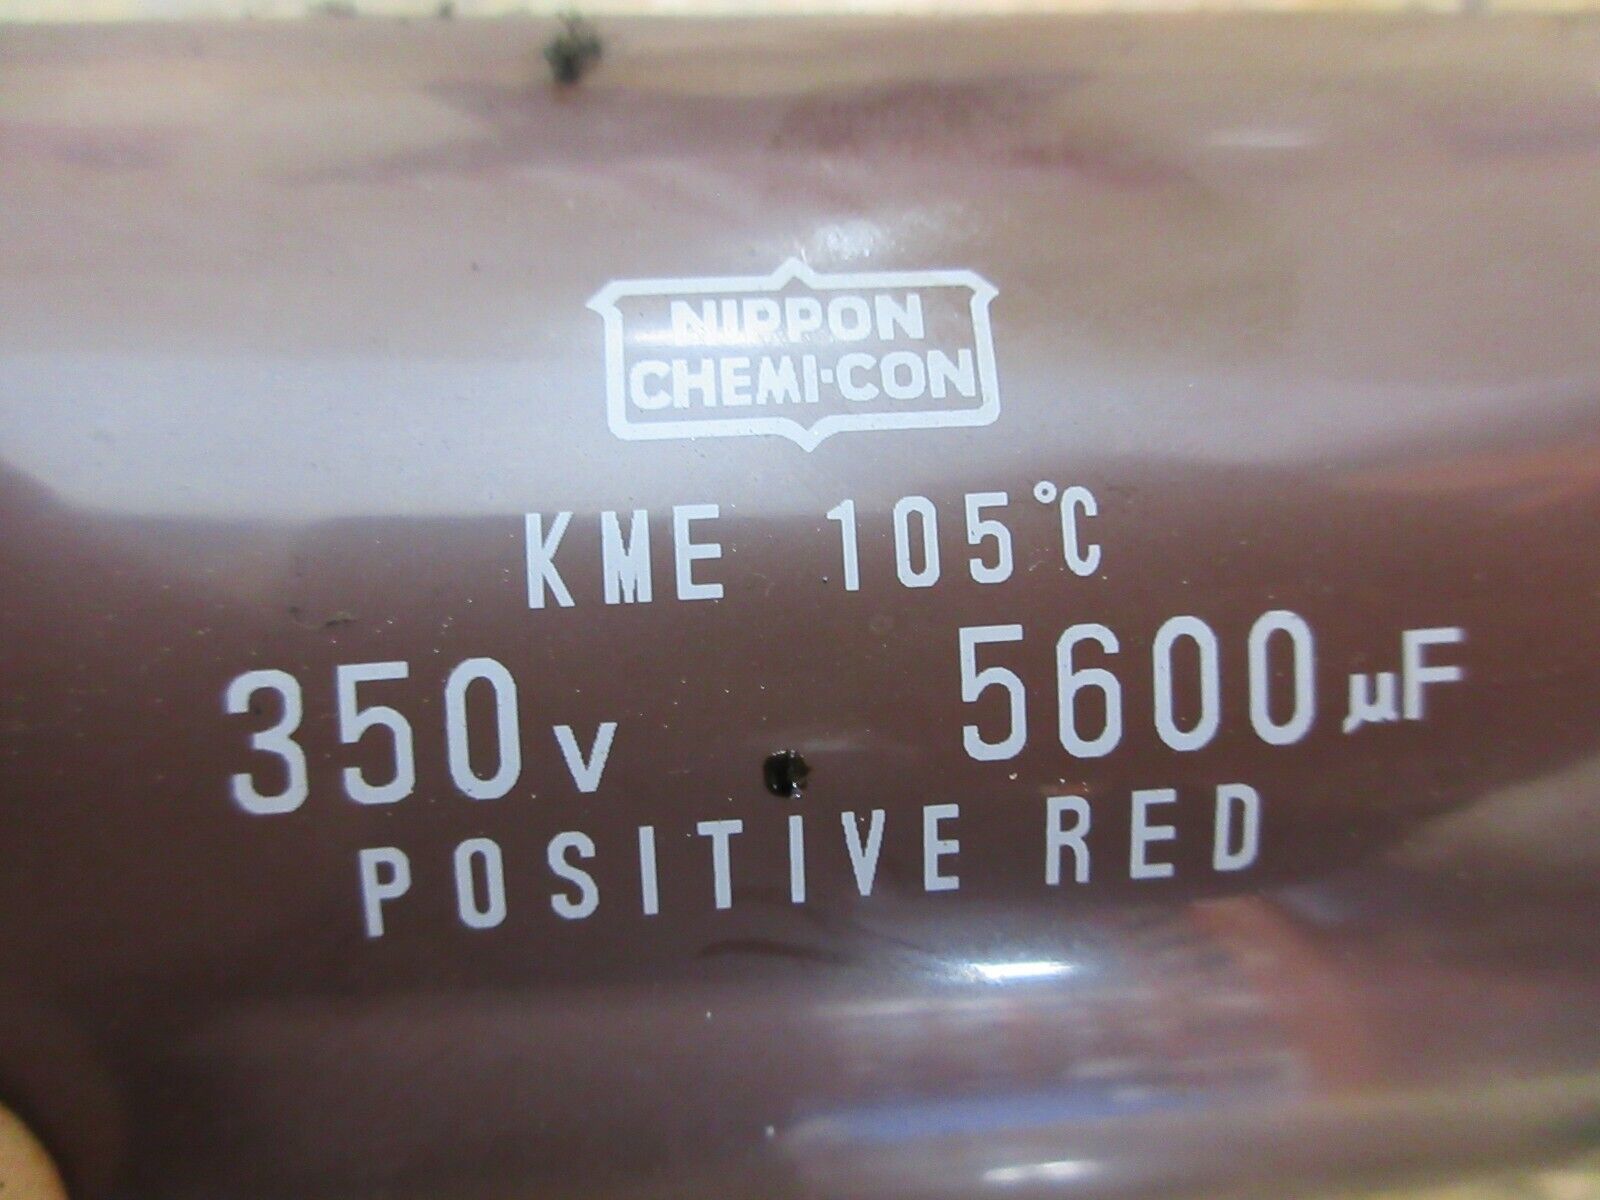 NIPPON
CHEMI-CON
KME 105°C
350V 5600µF
POSITIVE RED